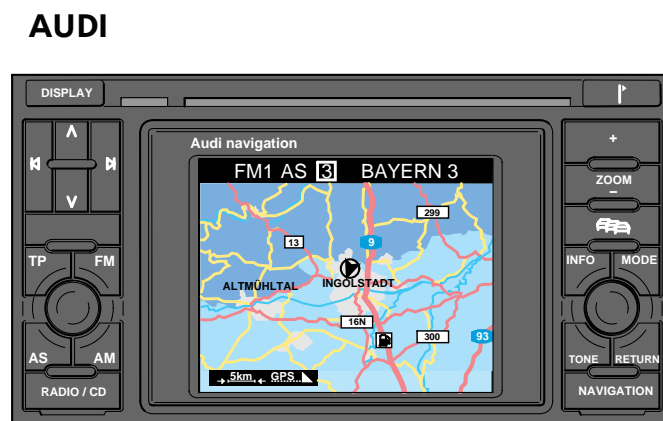 AUDI
DISPLAY
Audi navigation
FM1 AS 3 BAYERN 3
+
ZOOM
–
299
13
9
TP FM
INFO MODE
ALTMÜHLTAL
INGOLSTADT
16N
300
93
AS AM
TONE RETURN
5km GPS
RADIO / CD
NAVIGATION